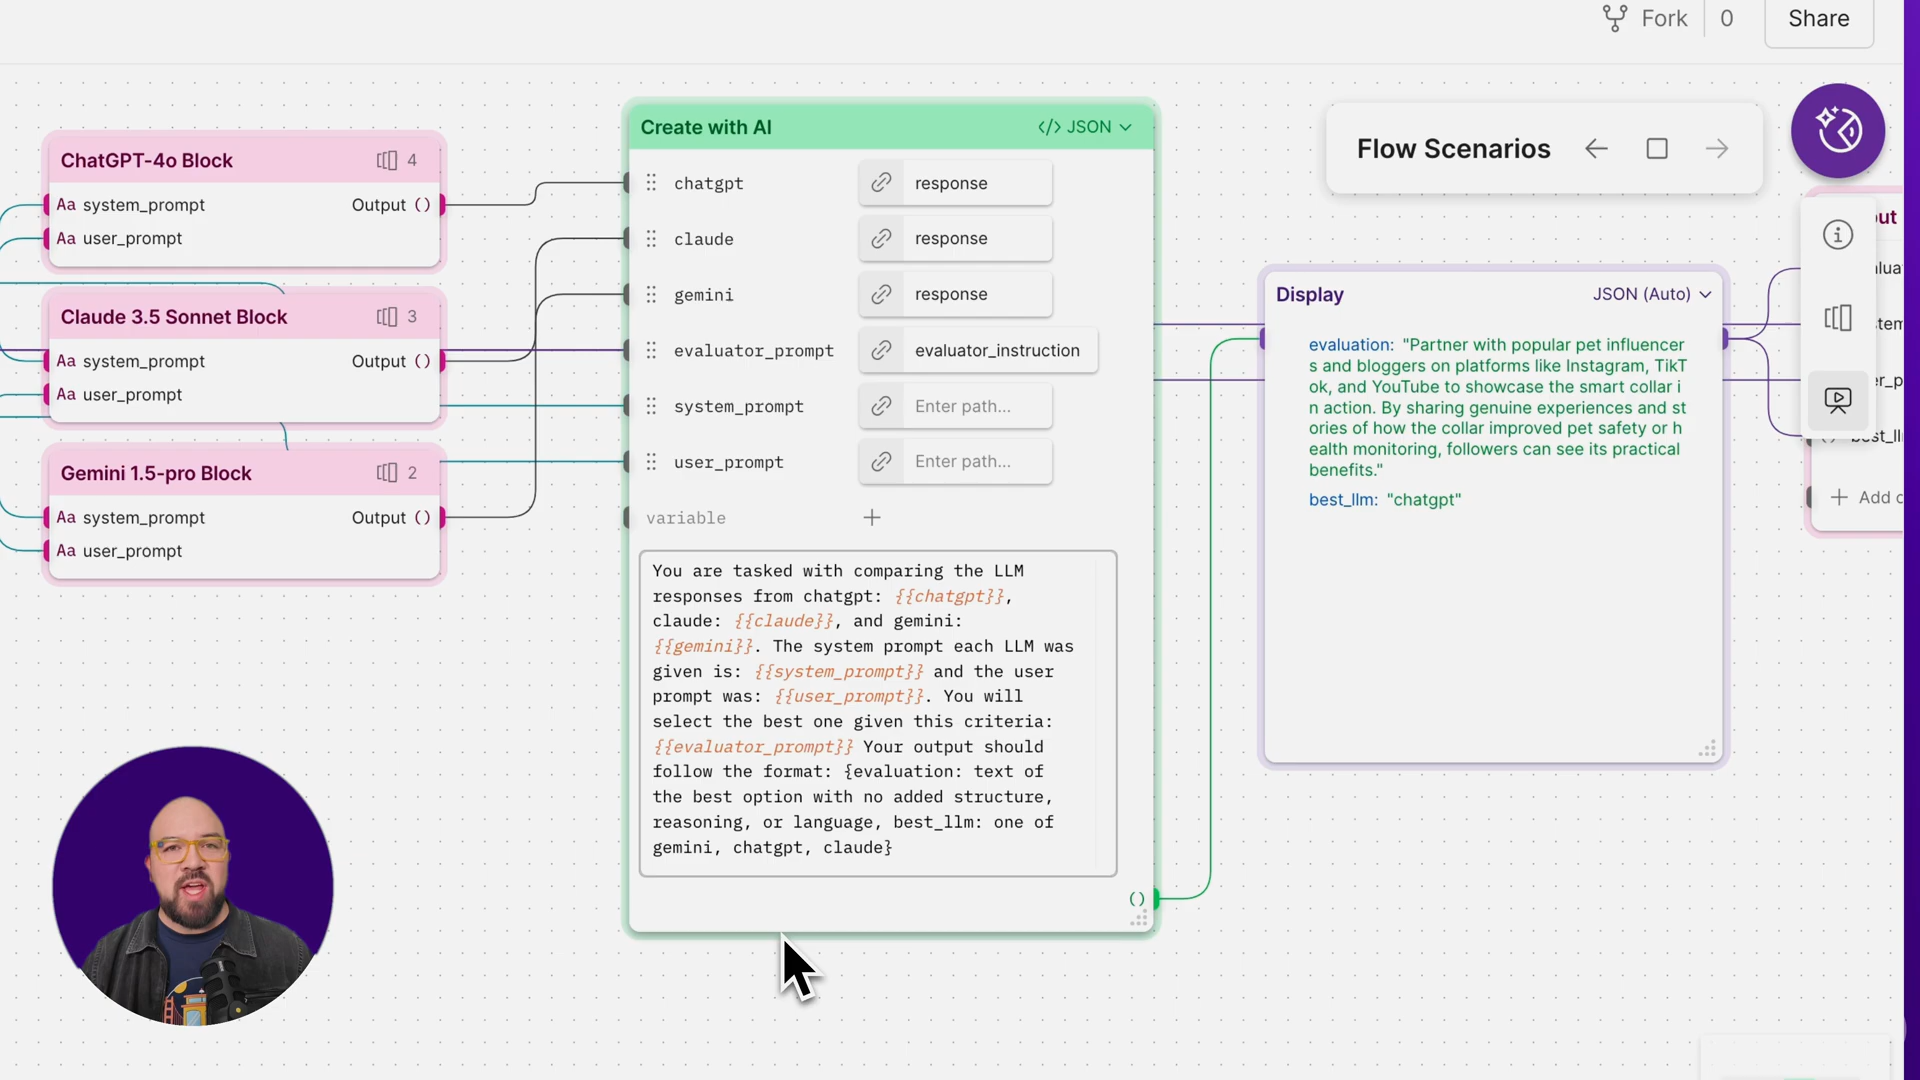 Fork 0 Share
ChatGPT-4o Block 4
Aa system_prompt Output ()
Aa user_prompt
Claude 3.5 Sonnet Block 3
Aa system_prompt Output ()
Aa user_prompt
Gemini 1.5-pro Block 2
Aa system_prompt Output ()
Aa user_prompt
Create with AI </> JSON
chatgpt response
claude response
gemini response
evaluator_prompt evaluator_instruction
system_prompt Enter path...
user_prompt Enter path...
variable +
You are tasked with comparing the LLM
responses from chatgpt: {{chatgpt}},
claude: {{claude}}, and gemini:
{{gemini}}. The system prompt each LLM was
given is: {{system_prompt}} and the user
prompt was: {{user_prompt}}. You will
select the best one given this criteria:
{{evaluator_prompt}} Your output should
follow the format: {evaluation: text of
the best option with no added structure,
reasoning, or language, best_llm: one of
gemini, chatgpt, claude}
()
Flow Scenarios
Display JSON (Auto)
evaluation: "Partner with popular pet influencer
s and bloggers on platforms like Instagram, TikT
ok, and YouTube to showcase the smart collar i
n action. By sharing genuine experiences and st
ories of how the collar improved pet safety or h
ealth monitoring, followers can see its practical
benefits."
best_llm: "chatgpt"